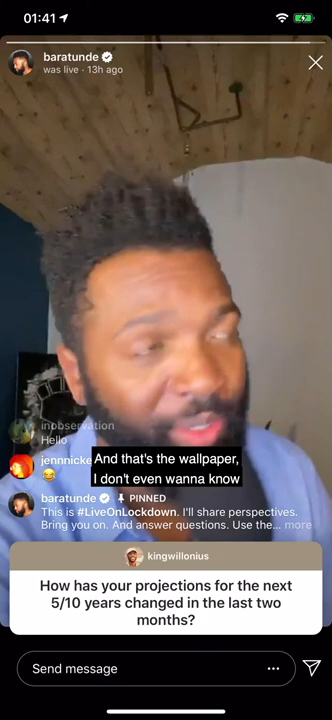 01:41
baratunde
was live · 13h ago
inobservation
Hello
jennnicke
And that's the wallpaper,
I don't even wanna know
baratunde PINNED
This is #LiveOnLockdown. I'll share perspectives.
Bring you on. And answer questions. Use the... more
kingwillonius
How has your projections for the next
5/10 years changed in the last two
months?
Send message